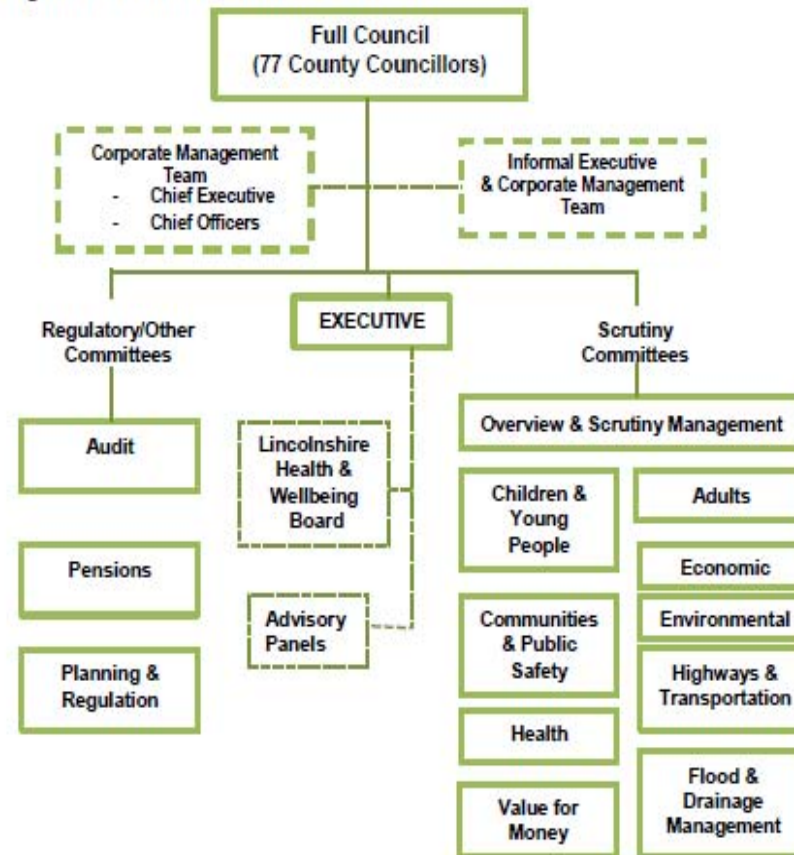 Full Council
(77 County Councillors)
Corporate Management
Team
- Chief Executive
- Chief Officers
Informal Executive
& Corporate Management
Team
Regulatory/Other
Committees
EXECUTIVE
Scrutiny
Committees
Audit
Pensions
Planning &
Regulation
Lincolnshire
Health &
Wellbeing
Board
Advisory
Panels
Overview & Scrutiny Management
Children &
Young
People
Adults
Economic
Communities
& Public
Safety
Environmental
Highways &
Transportation
Health
Value for
Money
Flood &
Drainage
Management